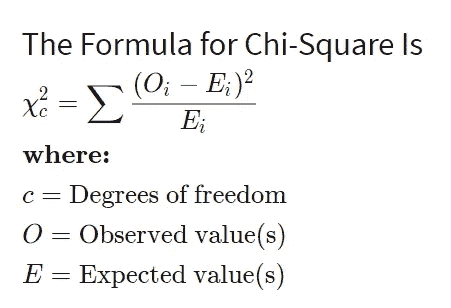 The Formula for Chi-Square Is
χ²_c = ∑ (O_i − E_i)² / E_i
where:
c = Degrees of freedom
O = Observed value(s)
E = Expected value(s)